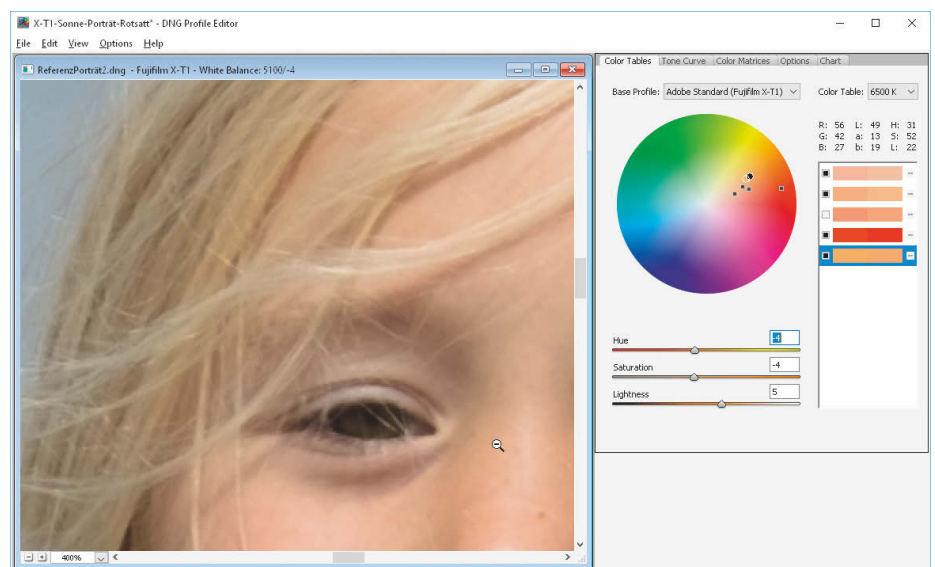 X-T1-Sonne-Porträt-Rotsatt* - DNG Profile Editor
File Edit View Options Help
ReferenzPorträt2.dng - Fujifilm X-T1 - White Balance: 5100/-4
Color Tables Tone Curve Color Matrices Options Chart
Base Profile: Adobe Standard (Fujifilm X-T1) Color Table: 6500 K
R: 56 L: 49 H: 31
G: 42 a: 13 S: 52
B: 27 b: 19 L: 22
Hue -4
Saturation -4
Lightness 5
400%